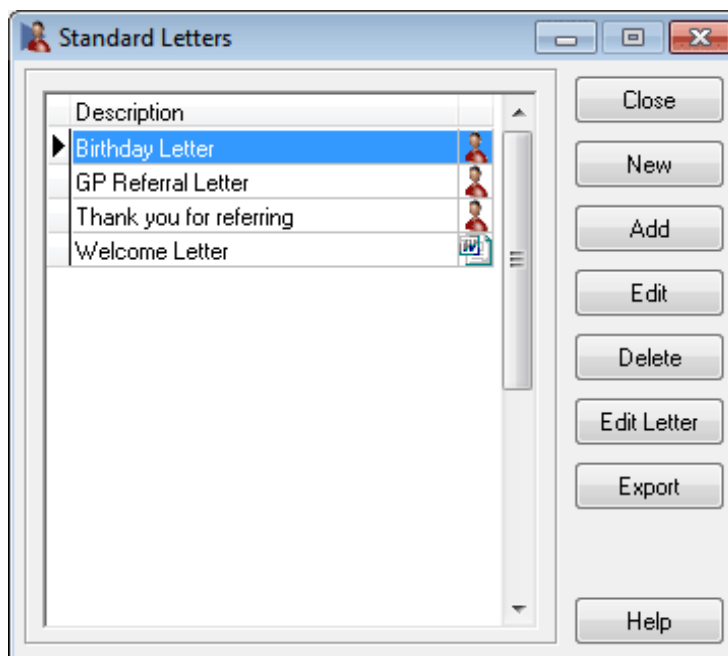 Standard Letters
Description
Birthday Letter
GP Referral Letter
Thank you for referring
Welcome Letter
Close
New
Add
Edit
Delete
Edit Letter
Export
Help